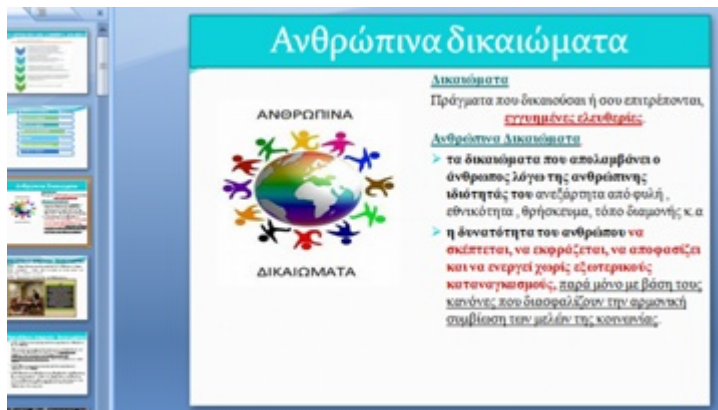 Ανθρώπινα δικαιώματα
ΑΝΘΡΩΠΙΝΑ
ΔΙΚΑΙΩΜΑΤΑ
Δικαιώματα
Πράγματα που δικαιούσαι ή σου επιτρέπονται,
εγγυημένες ελευθερίες.
Ανθρώπινα Δικαιώματα
τα δικαιώματα που απολαμβάνει ο
άνθρωπος λόγω της ανθρώπινης
ιδιότητάς του ανεξάρτητα από φυλή ,
εθνικότητα , θρήσκευμα, τόπο διαμονής κ.α
η δυνατότητα του ανθρώπου να
σκέπτεται, να εκφράζεται, να αποφασίζει
και να ενεργεί χωρίς εξωτερικούς
καταναγκασμούς, παρά μόνο με βάση τους
κανόνες που διασφαλίζουν την αρμονική
συμβίωση των μελών της κοινωνίας.